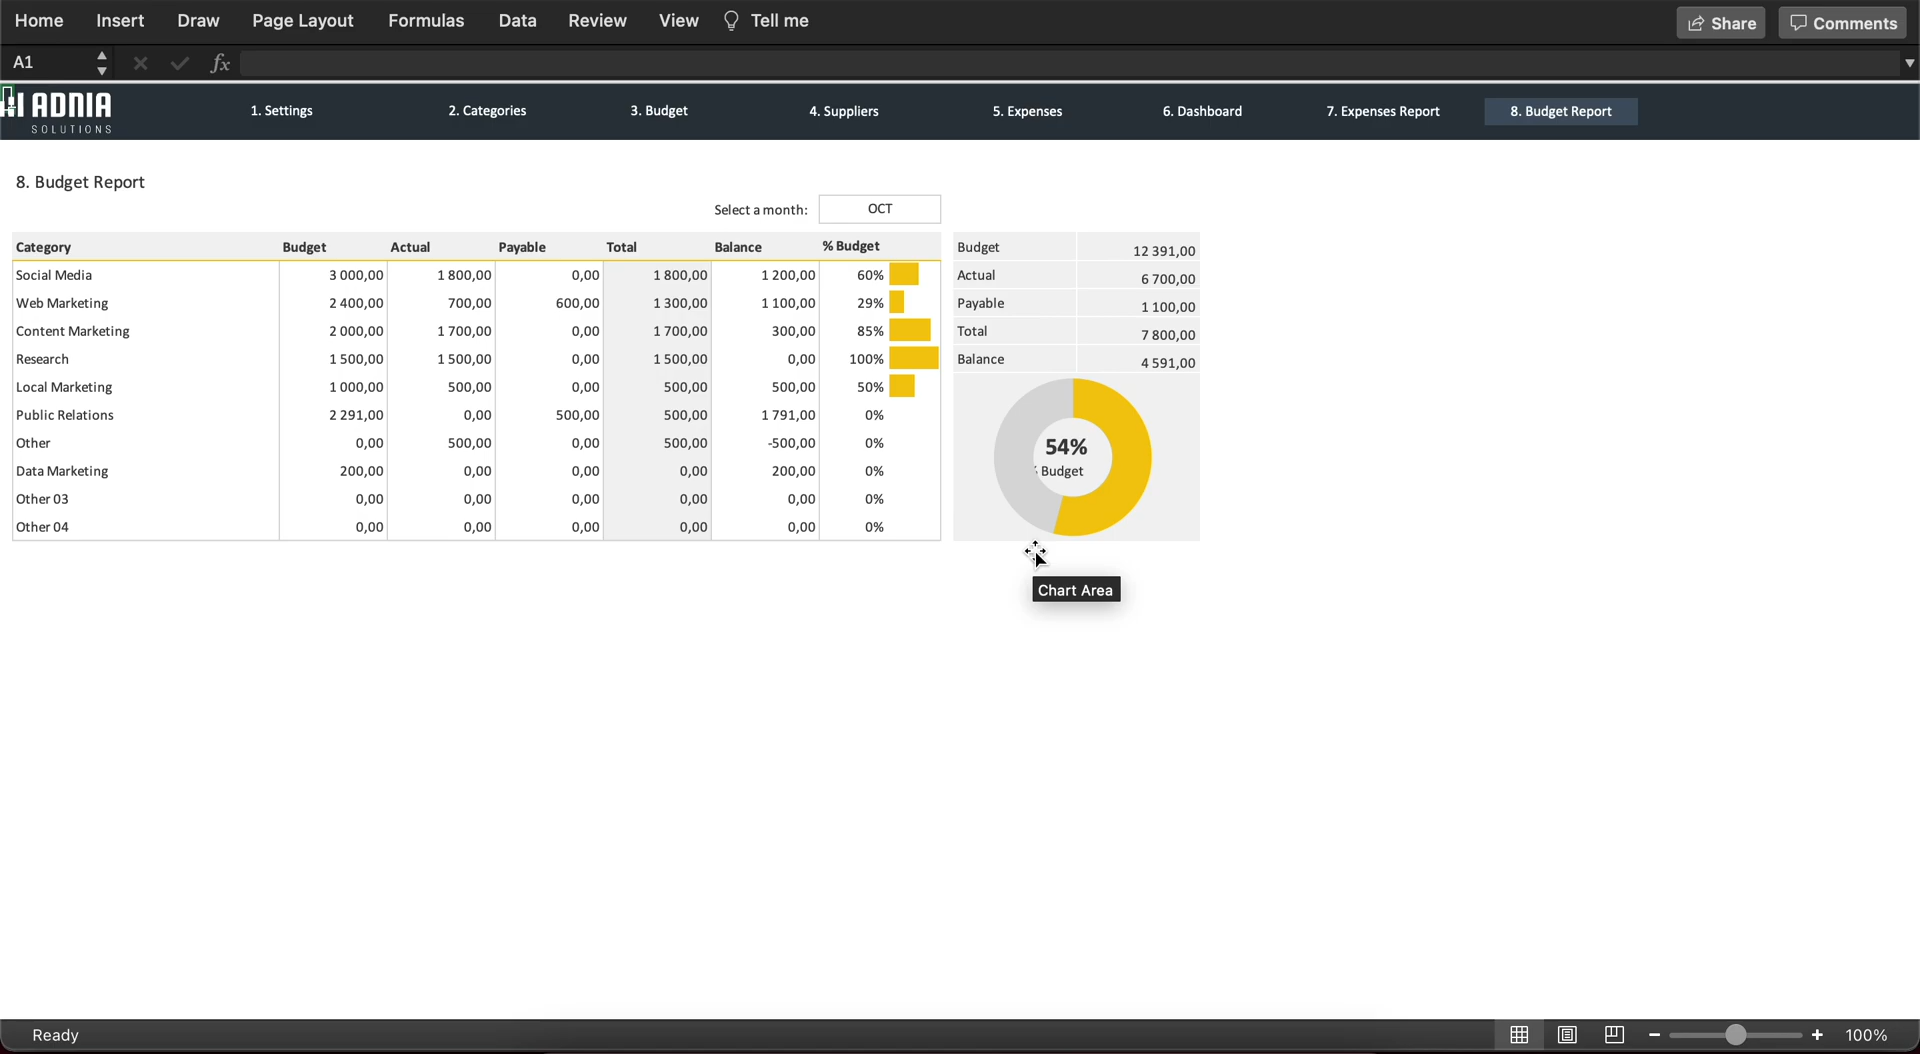 Home Insert Draw Page Layout Formulas Data Review View Tell me Share Comments
A1 fx
ADNIA
SOLUTIONS
1. Settings 2. Categories 3. Budget 4. Suppliers 5. Expenses 6. Dashboard 7. Expenses Report 8. Budget Report
8. Budget Report
Select a month: OCT
Category Budget Actual Payable Total Balance % Budget
Social Media 3 000,00 1 800,00 0,00 1 800,00 1 200,00 60%
Web Marketing 2 400,00 700,00 600,00 1 300,00 1 100,00 29%
Content Marketing 2 000,00 1 700,00 0,00 1 700,00 300,00 85%
Research 1 500,00 1 500,00 0,00 1 500,00 0,00 100%
Local Marketing 1 000,00 500,00 0,00 500,00 500,00 50%
Public Relations 2 291,00 0,00 500,00 500,00 1 791,00 0%
Other 0,00 500,00 0,00 500,00 -500,00 0%
Data Marketing 200,00 0,00 0,00 0,00 200,00 0%
Other 03 0,00 0,00 0,00 0,00 0,00 0%
Other 04 0,00 0,00 0,00 0,00 0,00 0%
Budget 12 391,00
Actual 6 700,00
Payable 1 100,00
Total 7 800,00
Balance 4 591,00
54%
Budget
Chart Area
Ready 100%